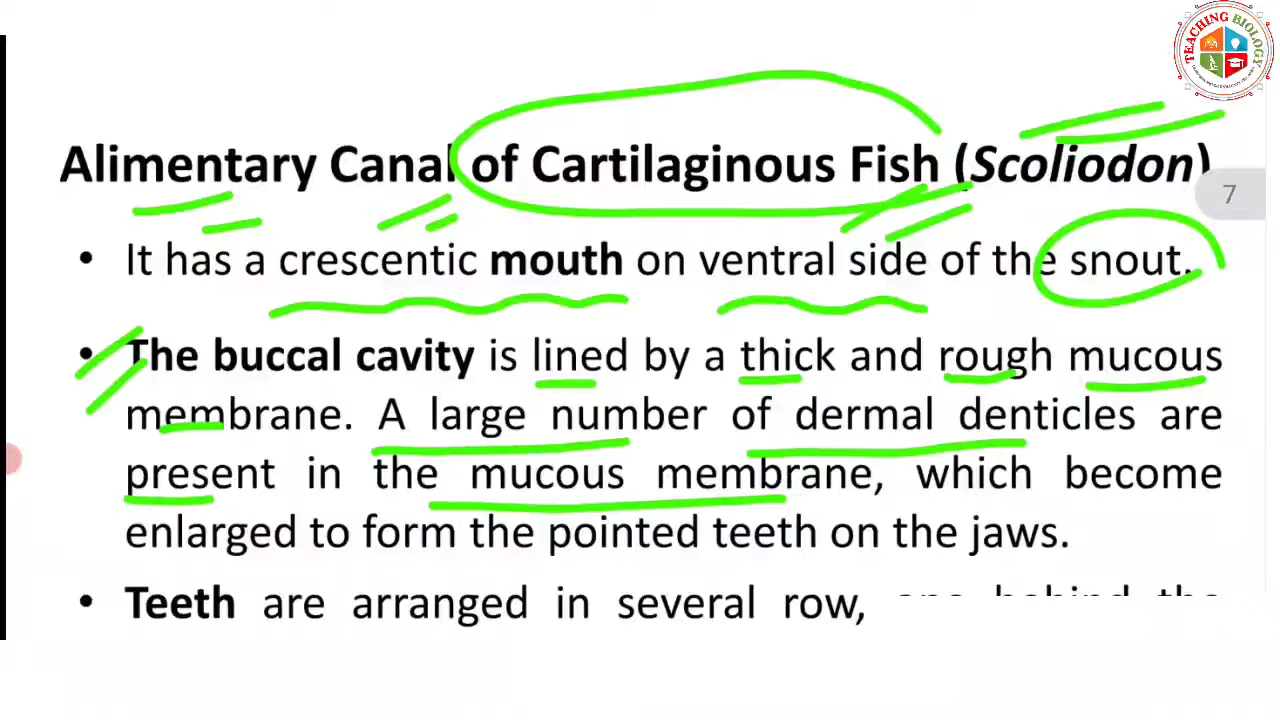 TEACHING BIOLOGY
Alimentary Canal of Cartilaginous Fish (Scoliodon)
7
• It has a crescentic mouth on ventral side of the snout.
• The buccal cavity is lined by a thick and rough mucous
membrane. A large number of dermal denticles are
present in the mucous membrane, which become
enlarged to form the pointed teeth on the jaws.
• Teeth are arranged in several row, one behind the